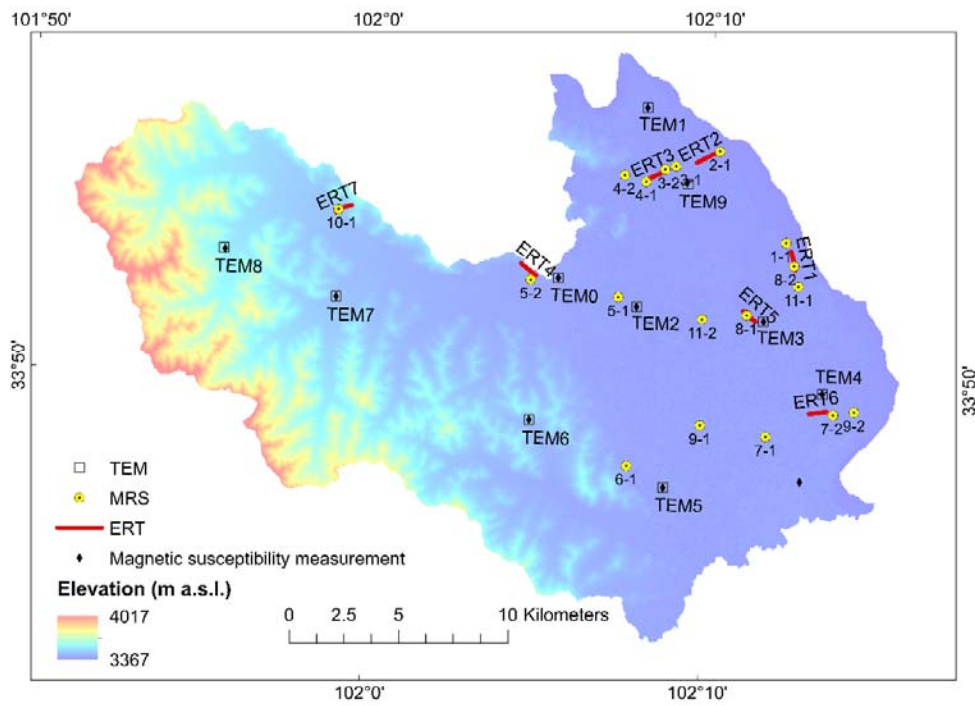 101°50'
102°0'
102°10'
TEM1
ERT2
ERT3
2-1
4-2
3-2
4-1
TEM9
ERT7
10-1
1-1
ERT1
TEM8
ERT4
8-2
5-2
TEM0
11-1
TEM7
5-1
TEM2
ERT5
11-2
8-1
TEM3
33°50'
33°50'
TEM4
ERT6
TEM6
9-1
7-2
9-2
7-1
6-1
TEM5
TEM
MRS
ERT
Magnetic susceptibility measurement
Elevation (m a.s.l.)
4017
3367
0 2.5 5 10 Kilometers
102°0'
102°10'